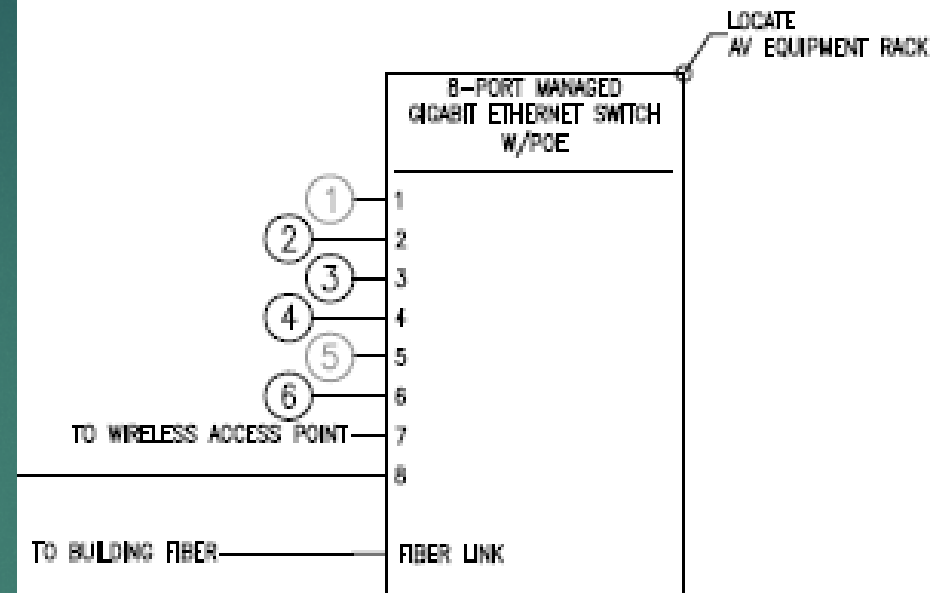 LOCATE
AV EQUIPMENT RACK
8-PORT MANAGED
GIGABIT ETHERNET SWITCH
W/POE
1 1
2 2
3 3
4 4
5 5
6 6
TO WIRELESS ACCESS POINT 7
8
TO BUILDING FIBER FIBER LINK